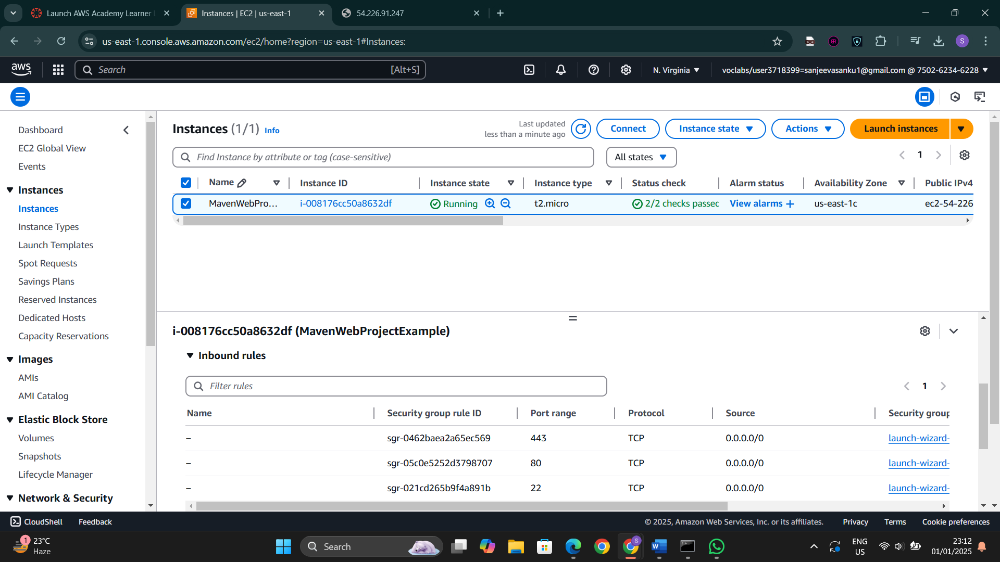 Launch AWS Academy Learner
Instances | EC2 | us-east-1
54.226.91.247
us-east-1.console.aws.amazon.com/ec2/home?region=us-east-1#Instances:
BR
S
aws
Search
[Alt+S]
N. Virginia
voclabs/user3718399=sanjeevasanku1@gmail.com @ 7502-6234-6228
Dashboard
EC2 Global View
Events
Instances
Instances
Instance Types
Launch Templates
Spot Requests
Savings Plans
Reserved Instances
Dedicated Hosts
Capacity Reservations
Images
AMIs
AMI Catalog
Elastic Block Store
Volumes
Snapshots
Lifecycle Manager
Network & Security
Instances (1/1) Info
Last updated
less than a minute ago
Connect
Instance state
Actions
Launch instances
Find Instance by attribute or tag (case-sensitive)
All states
1
Name Instance ID Instance state Instance type Status check Alarm status Availability Zone Public IPv4
MavenWebPro... i-008176cc50a8632df Running t2.micro 2/2 checks passed View alarms + us-east-1c ec2-54-226
i-008176cc50a8632df (MavenWebProjectExample)
Inbound rules
Filter rules
1
Name Security group rule ID Port range Protocol Source Security group
– sgr-0462baea2a65ec569 443 TCP 0.0.0.0/0 launch-wizard-
– sgr-05c0e5252d3798707 80 TCP 0.0.0.0/0 launch-wizard-
– sgr-021cd265b9f4a891b 22 TCP 0.0.0.0/0 launch-wizard-
CloudShell Feedback © 2025, Amazon Web Services, Inc. or its affiliates. Privacy Terms Cookie preferences
1
23°C
Haze
Search
S
W
ENG
US
23:12
01/01/2025